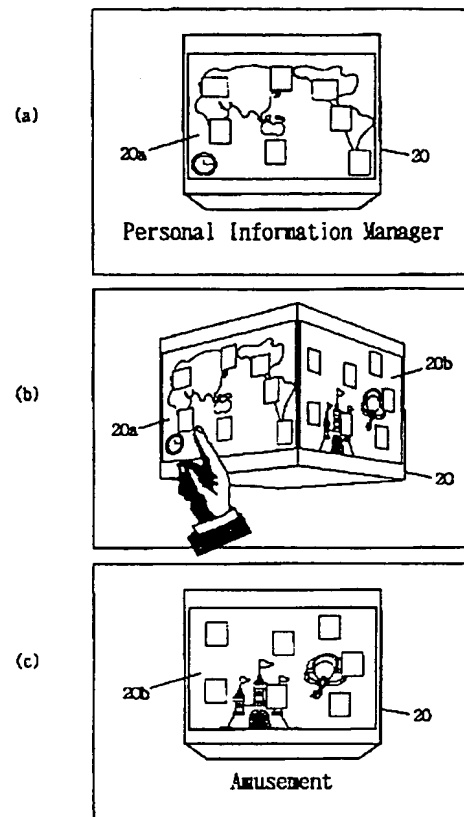 (a)
20a
20
Personal Information Manager
(b)
20b
20a
20
(c)
20b
20
Amusement